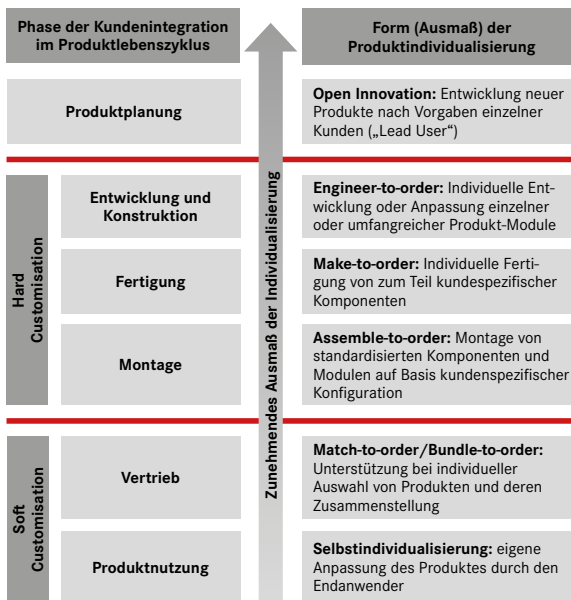 Phase der Kundenintegration
im Produktlebenszyklus
Form (Ausmaß) der
Produktindividualisierung
Zunehmendes Ausmaß der Individualisierung
Produktplanung
Open Innovation: Entwicklung neuer
Produkte nach Vorgaben einzelner
Kunden („Lead User“)
Hard
Customisation
Entwicklung und
Konstruktion
Engineer-to-order: Individuelle Ent-
wicklung oder Anpassung einzelner
oder umfangreicher Produkt-Module
Fertigung
Make-to-order: Individuelle Ferti-
gung von zum Teil kundespezifischer
Komponenten
Montage
Assemble-to-order: Montage von
standardisierten Komponenten und
Modulen auf Basis kundenspezifischer
Konfiguration
Soft
Customisation
Vertrieb
Match-to-order/Bundle-to-order:
Unterstützung bei individueller
Auswahl von Produkten und deren
Zusammenstellung
Produktnutzung
Selbstindividualisierung: eigene
Anpassung des Produktes durch den
Endanwender